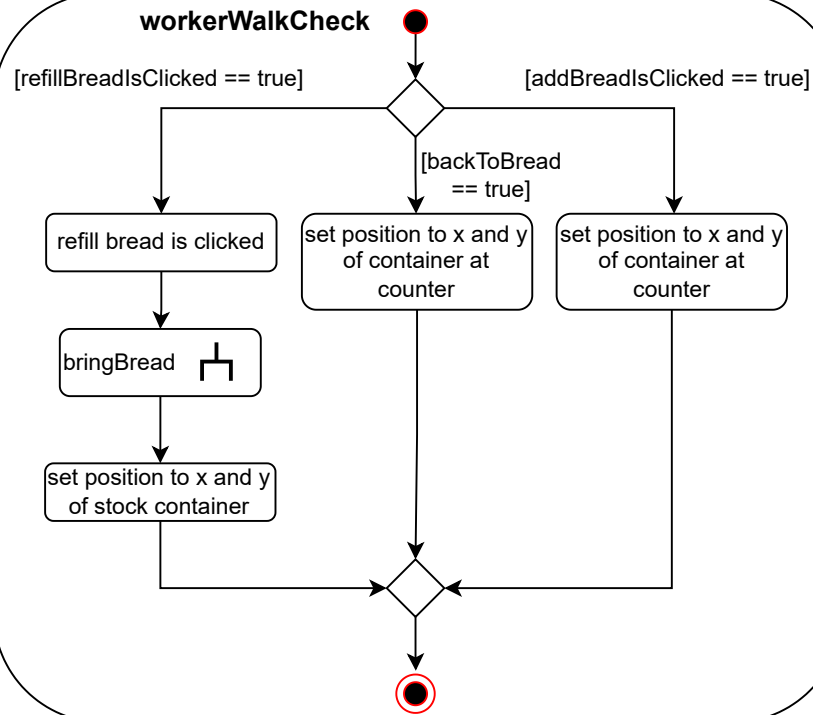 workerWalkCheck
[refillBreadIsClicked == true]
[addBreadIsClicked == true]
[backToBread
== true]
refill bread is clicked
set position to x and y
of container at
counter
set position to x and y
of container at
counter
bringBread
set position to x and y
of stock container